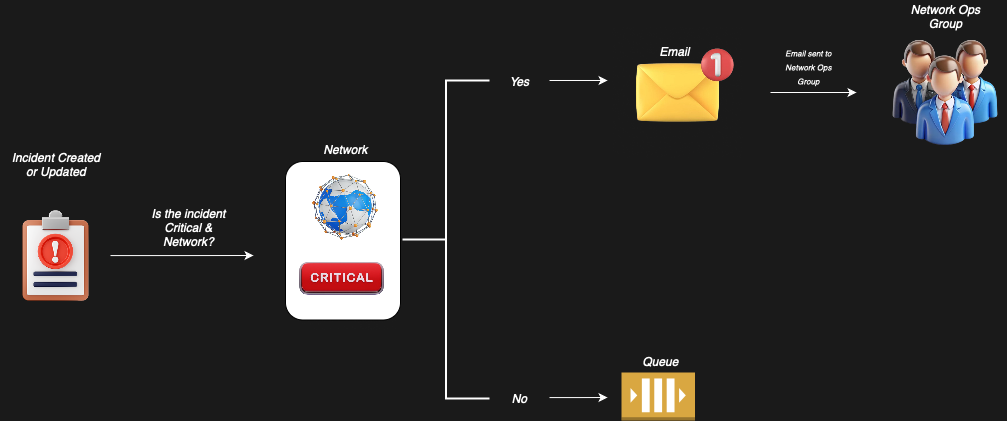 Incident Created
or Updated
Is the incident
Critical &
Network?
Network
CRITICAL
Yes
Email
1
Email sent to
Network Ops
Group
Network Ops
Group
No
Queue